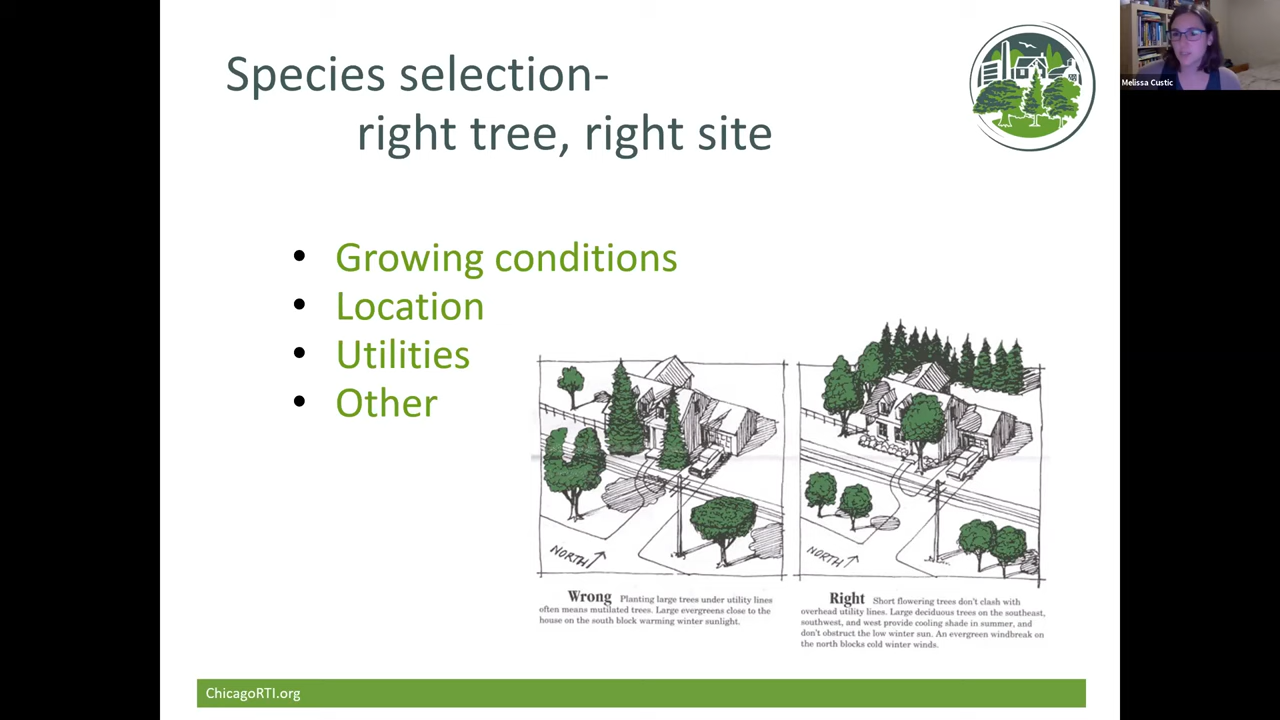 Species selection-
right tree, right site
Melissa Custic
• Growing conditions
• Location
• Utilities
• Other
NORTH
Wrong Planting large trees under utility lines
often means mutilated trees. Large evergreens close to the
house on the south block warming winter sunlight.
NORTH
Right Short flowering trees don't clash with
overhead utility lines. Large deciduous trees on the southeast,
southwest, and west provide cooling shade in summer, and
don't obstruct the low winter sun. An evergreen windbreak on
the north blocks cold winter winds.
ChicagoRTI.org